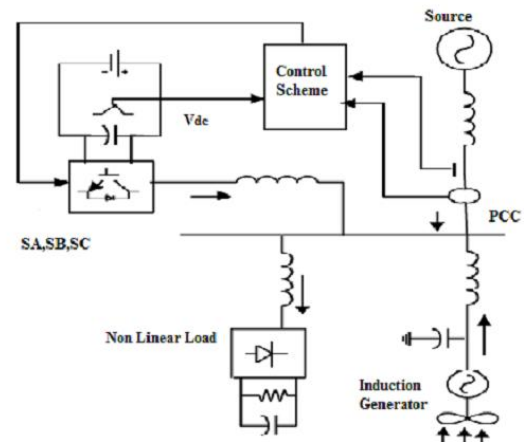 Source
Control
Scheme
Vdc
PCC
SA,SB,SC
Non Linear Load
Induction
Generator